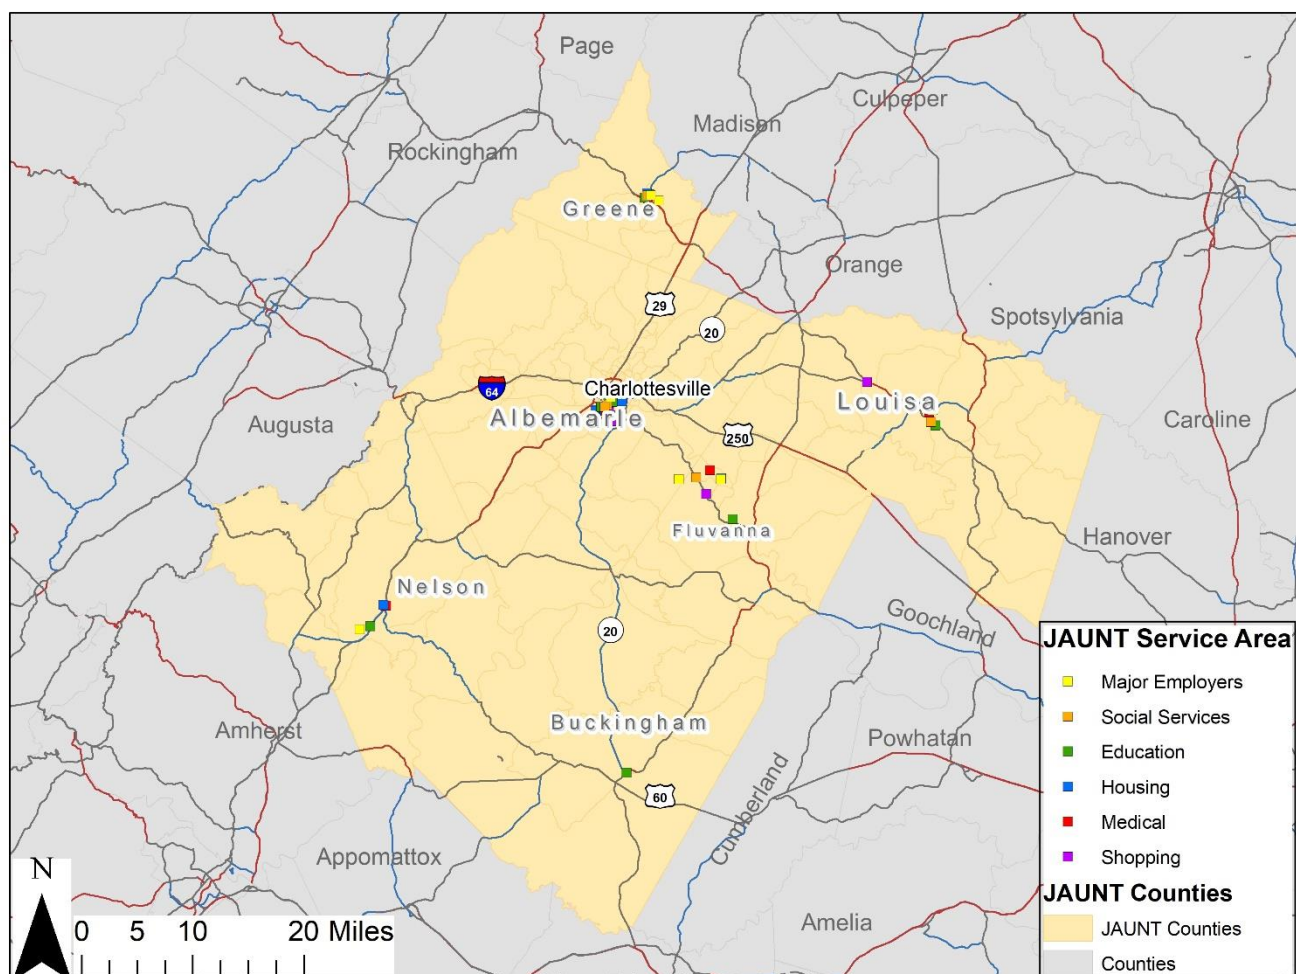 Page
Culpeper
Madison
Rockingham
Greene
Orange
29
Spotsylvania
20
Charlottesville
64
Louisa
Albemarle
Caroline
Augusta
250
Fluvanna
Hanover
Nelson
Goochland
20
Buckingham
Amherst
Powhatan
60
Cumberland
Appomattox
Amelia
JAUNT Service Area
Major Employers
Social Services
Education
Housing
Medical
Shopping
JAUNT Counties
JAUNT Counties
Counties
N
0 5 10 20 Miles